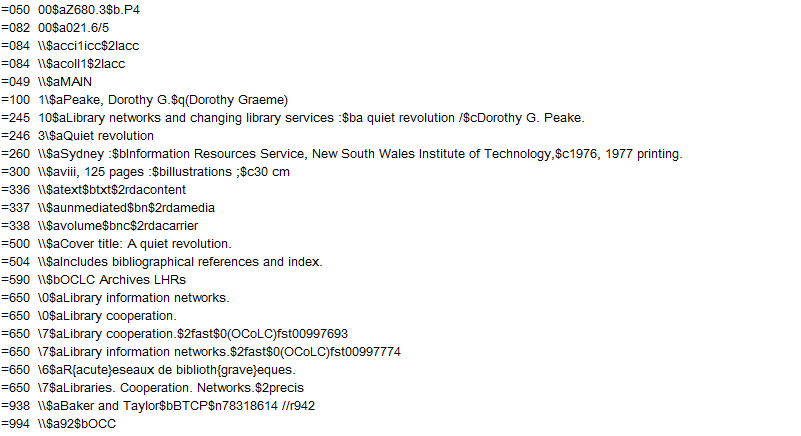 =050  00$aZ680.3$b.P4
=082  00$a021.6/5
=084  \\$acci1icc$2lacc
=084  \\$acoll1$2lacc
=049  \\$aMAIN
=100  1\$aPeake, Dorothy G.$q(Dorothy Graeme)
=245  10$aLibrary networks and changing library services :$ba quiet revolution /$cDorothy G. Peake.
=246  3\$aQuiet revolution
=260  \\$aSydney :$bInformation Resources Service, New South Wales Institute of Technology,$c1976, 1977 printing.
=300  \\$aviii, 125 pages :$billustrations ;$c30 cm
=336  \\$atext$btxt$2rdacontent
=337  \\$aunmediated$bn$2rdamedia
=338  \\$avolume$bnc$2rdacarrier
=500  \\$aCover title: A quiet revolution.
=504  \\$aIncludes bibliographical references and index.
=590  \\$bOCLC Archives LHRs
=650  \0$aLibrary information networks.
=650  \0$aLibrary cooperation.
=650  \7$aLibrary cooperation.$2fast$0(OCoLC)fst00997693
=650  \7$aLibrary information networks.$2fast$0(OCoLC)fst00997774
=650  \6$aR{acute}eseaux de biblioth{grave}eques.
=650  \7$aLibraries. Cooperation. Networks.$2precis
=938  \\$aBaker and Taylor$bBTCP$n78318614 //r942
=994  \\$a92$bOCC